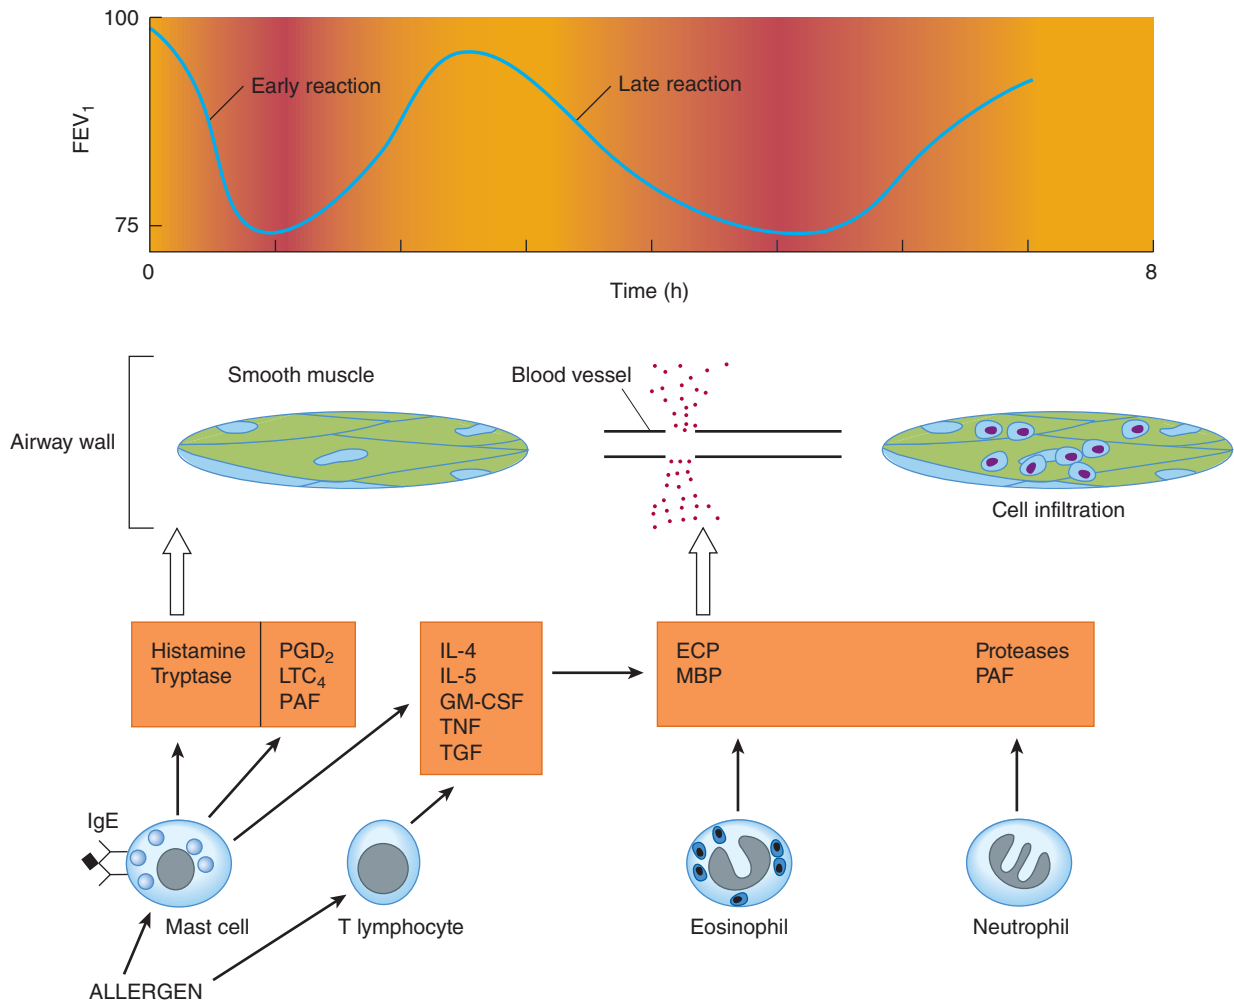 100
Early reaction
Late reaction
FEV₁
75
0
8
Time (h)
Smooth muscle
Blood vessel
Airway wall
Cell infiltration
Histamine
Tryptase
PGD₂
LTC₄
PAF
IL-4
IL-5
GM-CSF
TNF
TGF
ECP
MBP
Proteases
PAF
IgE
Mast cell
T lymphocyte
Eosinophil
Neutrophil
ALLERGEN